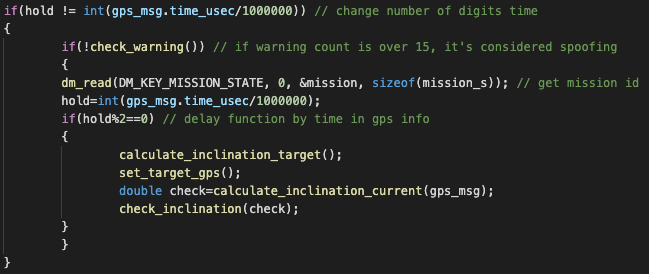 if(hold != int(gps_msg.time_usec/1000000)) // change number of digits time
{
if(!check_warning()) // if warning count is over 15, it's considered spoofing
{
dm_read(DM_KEY_MISSION_STATE, 0, &mission, sizeof(mission_s)); // get mission id
hold=int(gps_msg.time_usec/1000000);
if(hold%2==0) // delay function by time in gps info
{
calculate_inclination_target();
set_target_gps();
double check=calculate_inclination_current(gps_msg);
check_inclination(check);
}
}
}